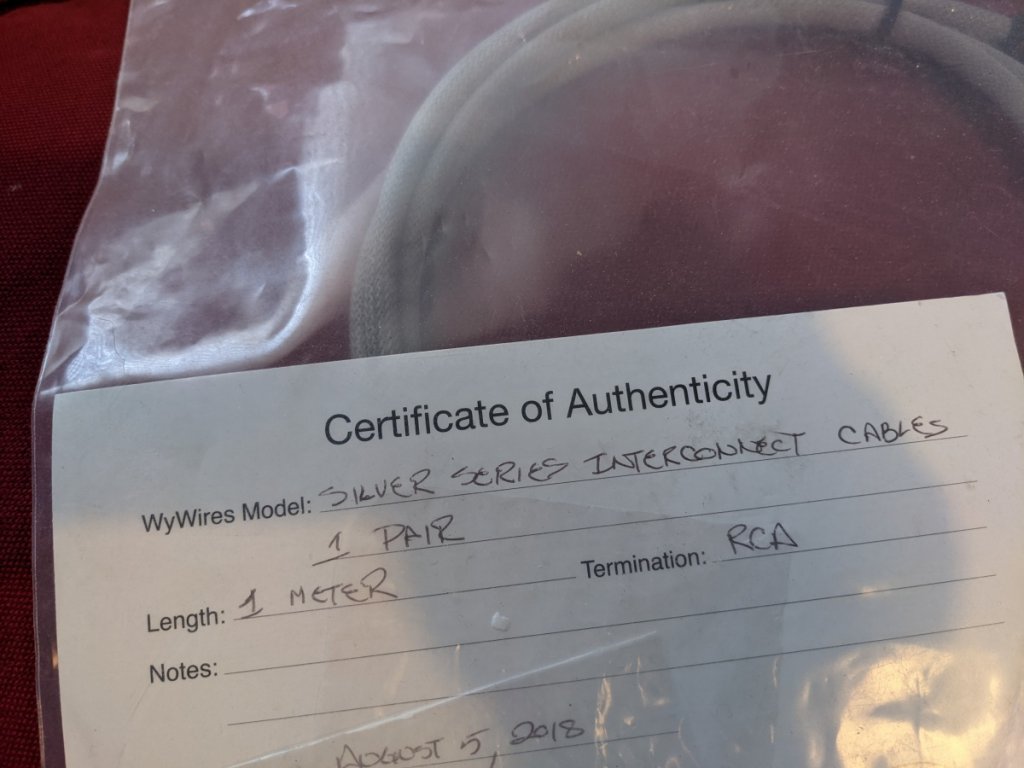 Certificate of Authenticity
WyWires Model: SILVER SERIES INTERCONNECT CABLES
1 PAIR
Length: 1 METER Termination: RCA
Notes:
AUGUST 5, 2018